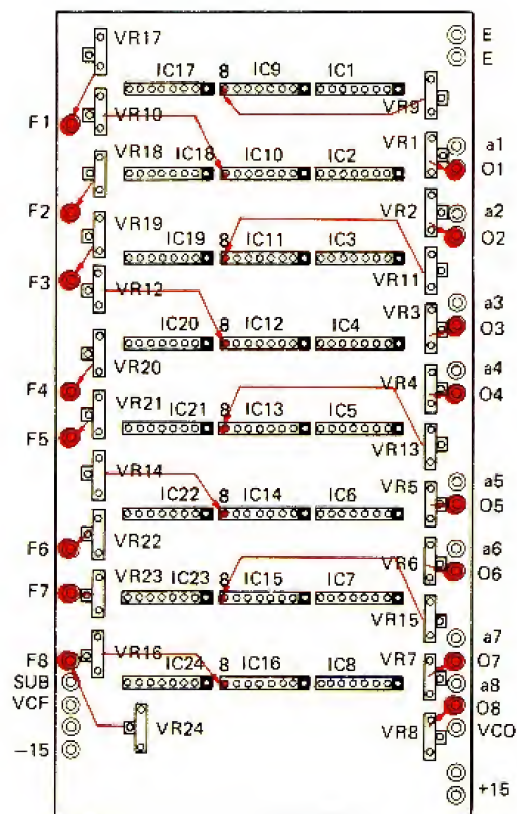 VR17 E
E
IC17 8 IC9 IC1
VR9
F1 VR10
VR1 a1
VR18 IC18 IC10 IC2 O1
F2 VR2 a2
VR19 O2
IC19 8 IC11 IC3
F3 VR11
VR12 a3
VR3 O3
IC20 8 IC12 IC4
VR20 a4
F4 VR4 O4
VR21 IC21 8 IC13 IC5
F5
VR13
VR14 a5
IC22 8 IC14 IC6 VR5 O5
F6 VR22 a6
VR6 O6
F7 VR23 IC23 8 IC15 IC7
VR15
a7
F8 VR16 IC24 8 IC16 IC8 VR7 O7
SUB a8
VCF O8
VR24 VR8 VCO
−15
+15